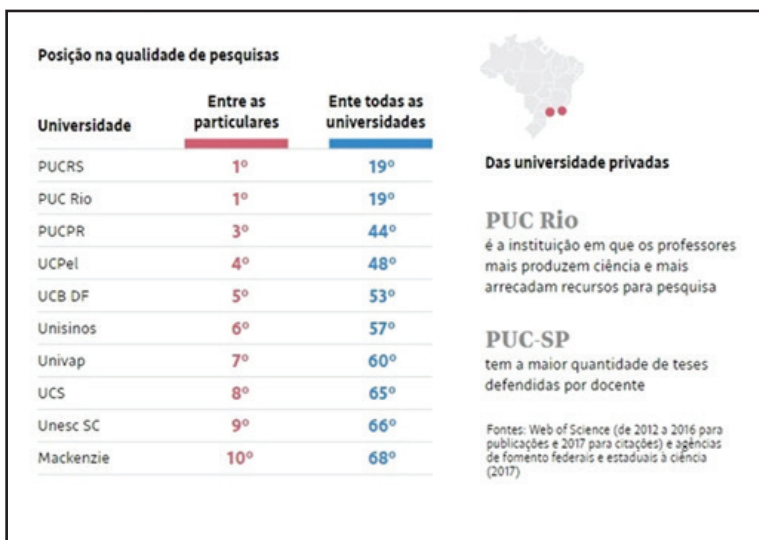 Posição na qualidade de pesquisas
Universidade
Entre as
particulares
Ente todas as
universidades
PUCRS 1º 19º
PUC Rio 1º 19º
PUCPR 3º 44º
UCPel 4º 48º
UCB DF 5º 53º
Unisinos 6º 57º
Univap 7º 60º
UCS 8º 65º
Unesc SC 9º 66º
Mackenzie 10º 68º
Das universidade privadas
PUC Rio
é a instituição em que os professores
mais produzem ciência e mais
arrecadam recursos para pesquisa
PUC-SP
tem a maior quantidade de teses
defendidas por docente
Fontes: Web of Science (de 2012 a 2016 para
publicações e 2017 para citações) e agências
de fomento federais e estaduais à ciência
(2017)